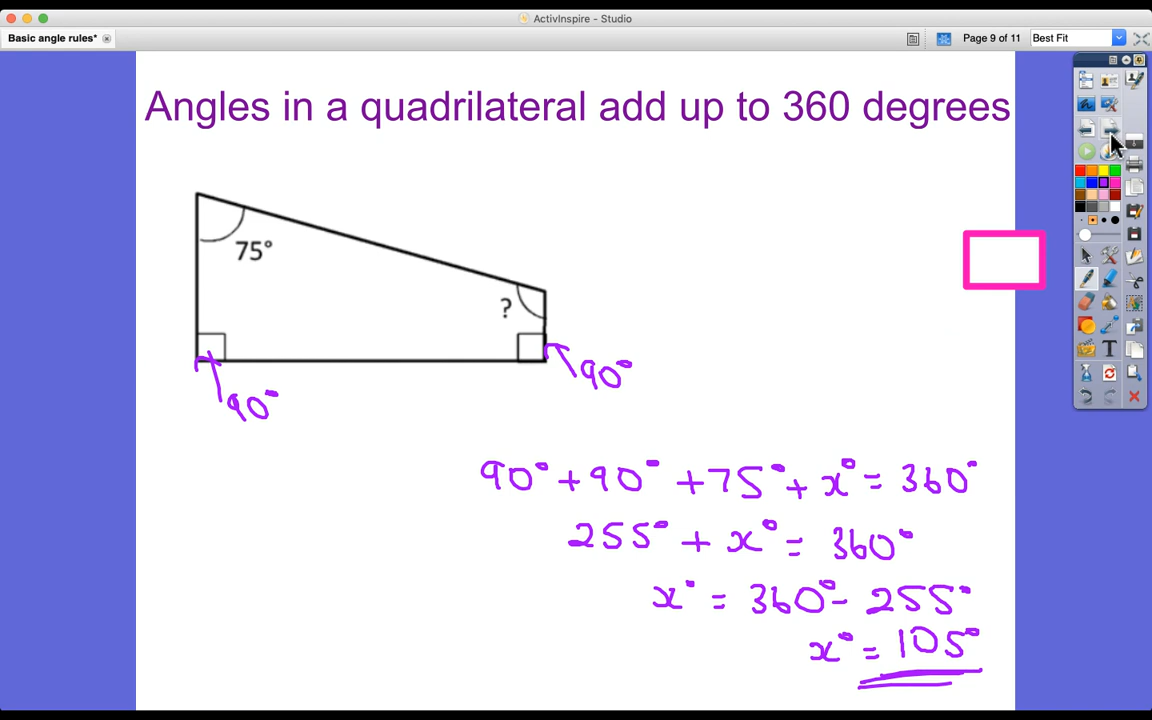 ActivInspire - Studio
Basic angle rules*
Page 9 of 11
Best Fit
Angles in a quadrilateral add up to 360 degrees
75°
?
90°
90°
90° + 90° + 75° + x° = 360°
255° + x° = 360°
x° = 360° - 255°
x° = 105°